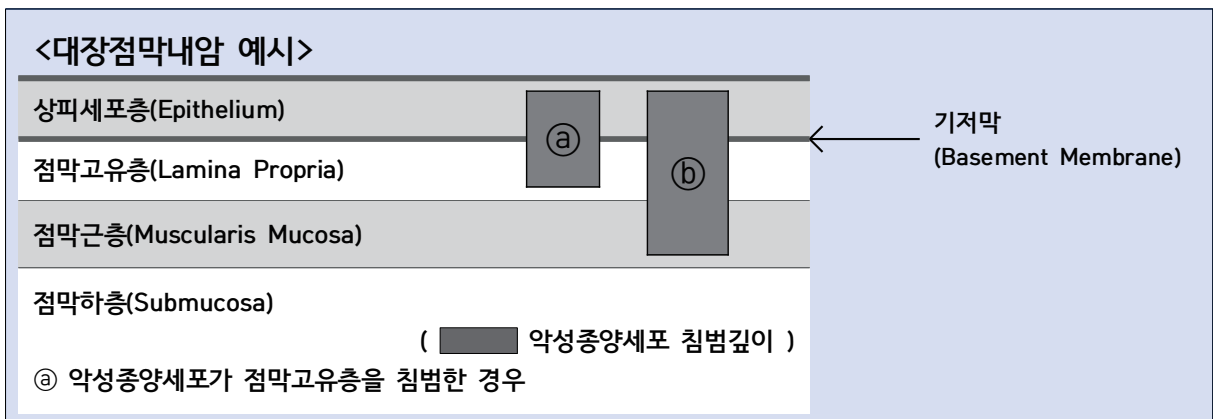 <대장점막내암 예시>
상피세포층(Epithelium)
ⓐ
기저막
(Basement Membrane)
점막고유층(Lamina Propria)
ⓑ
점막근층(Muscularis Mucosa)
점막하층(Submucosa)
( 악성종양세포 침범깊이 )
ⓐ 악성종양세포가 점막고유층을 침범한 경우